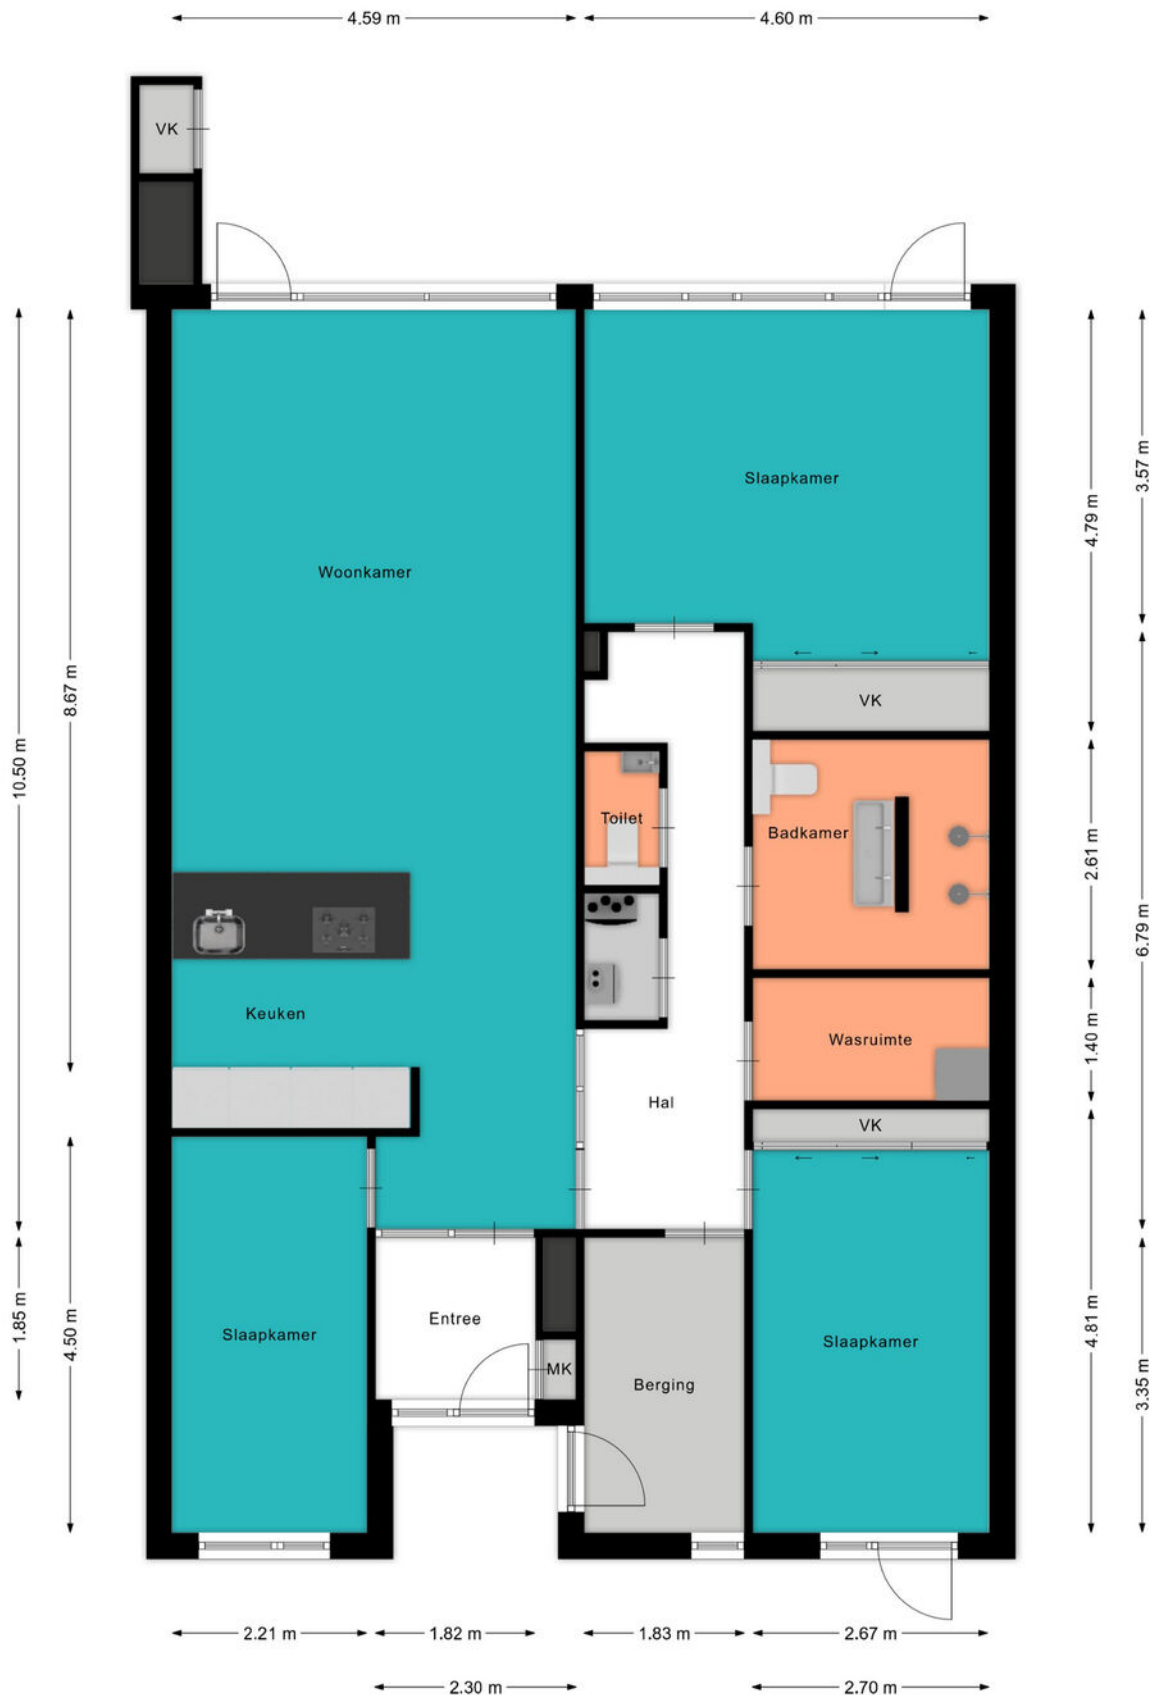 4.59 m
4.60 m
VK
Slaapkamer
Woonkamer
3.57 m
4.79 m
8.67 m
10.50 m
VK
Toilet
Badkamer
2.61 m
6.79 m
Keuken
Wasruimte
1.40 m
Hal
VK
1.85 m
4.50 m
Slaapkamer
Entree
MK
Berging
Slaapkamer
4.81 m
3.35 m
2.21 m
1.82 m
1.83 m
2.67 m
2.30 m
2.70 m